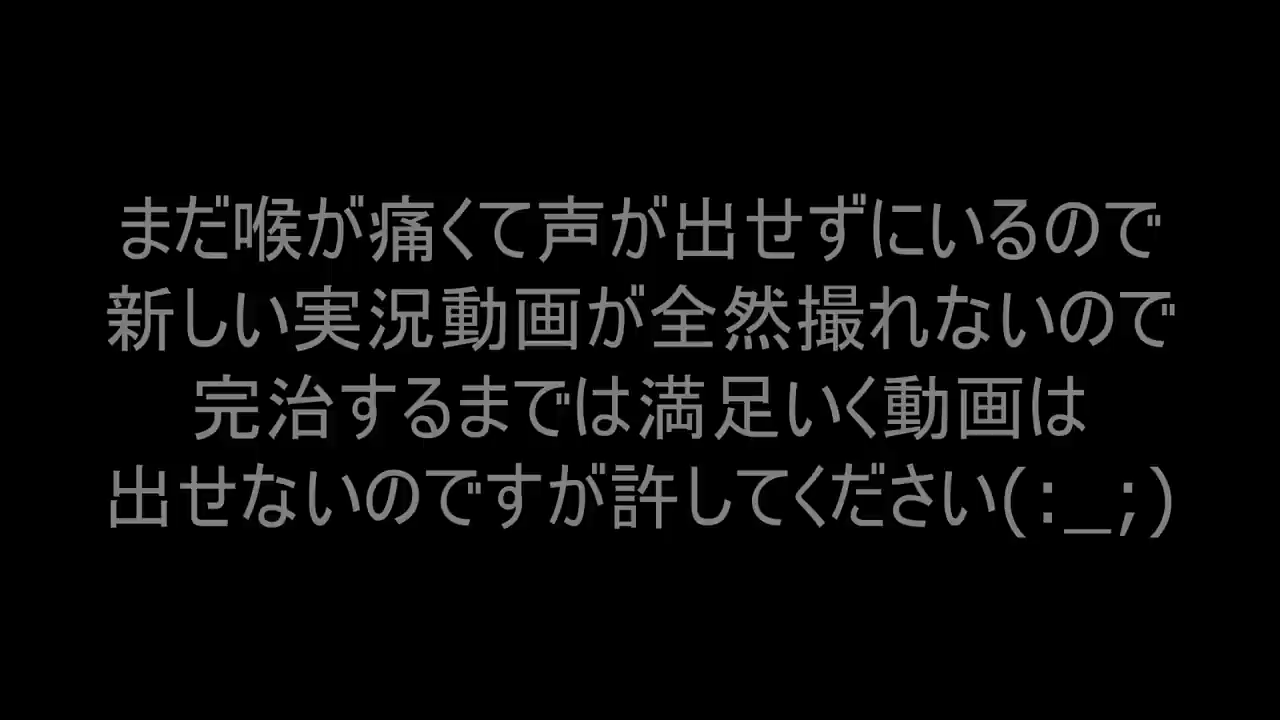 まだ喉が痛くて声が出せずにいるので
新しい実況動画が全然撮れないので
完治するまでは満足いく動画は
出せないのですが許してください(:_;)